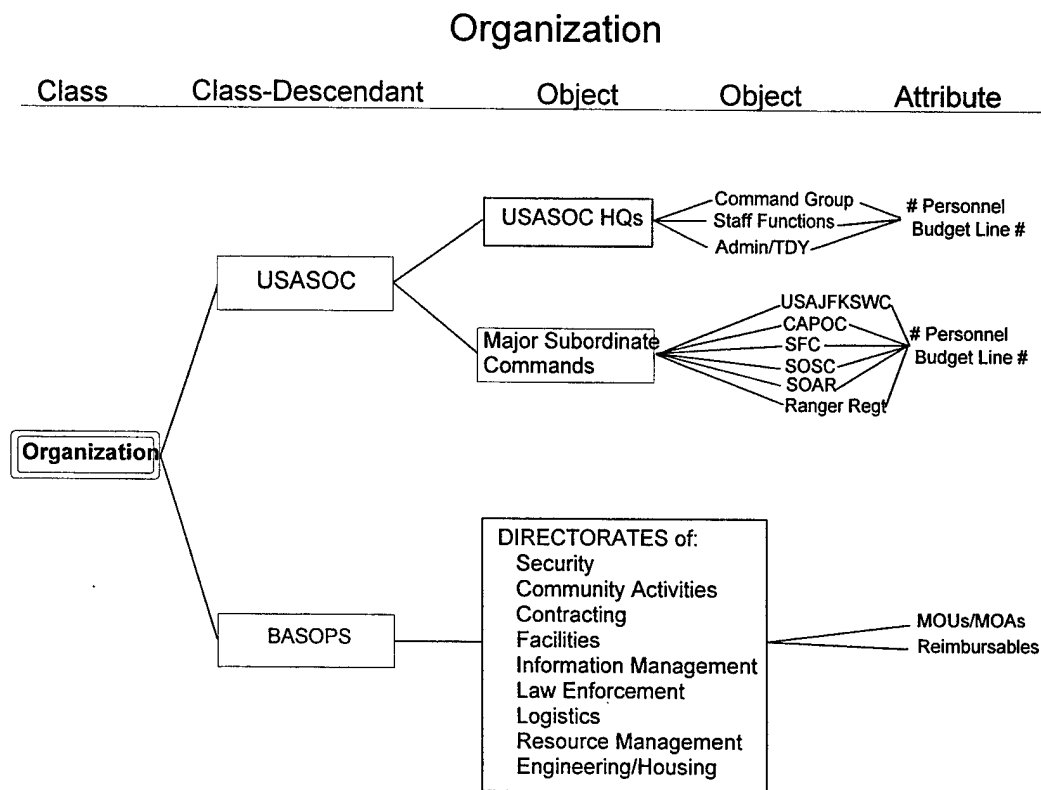 Organization
Class Class-Descendant Object Object Attribute
USASOC HQs
Command Group
Staff Functions
Admin/TDY
# Personnel
Budget Line #
USASOC
Major Subordinate
Commands
USAJFKSWC
CAPOC
SFC
SOSC
SOAR
Ranger Regt
# Personnel
Budget Line #
Organization
DIRECTORATES of:
Security
Community Activities
Contracting
Facilities
Information Management
Law Enforcement
Logistics
Resource Management
Engineering/Housing
BASOPS
MOUs/MOAs
Reimbursables